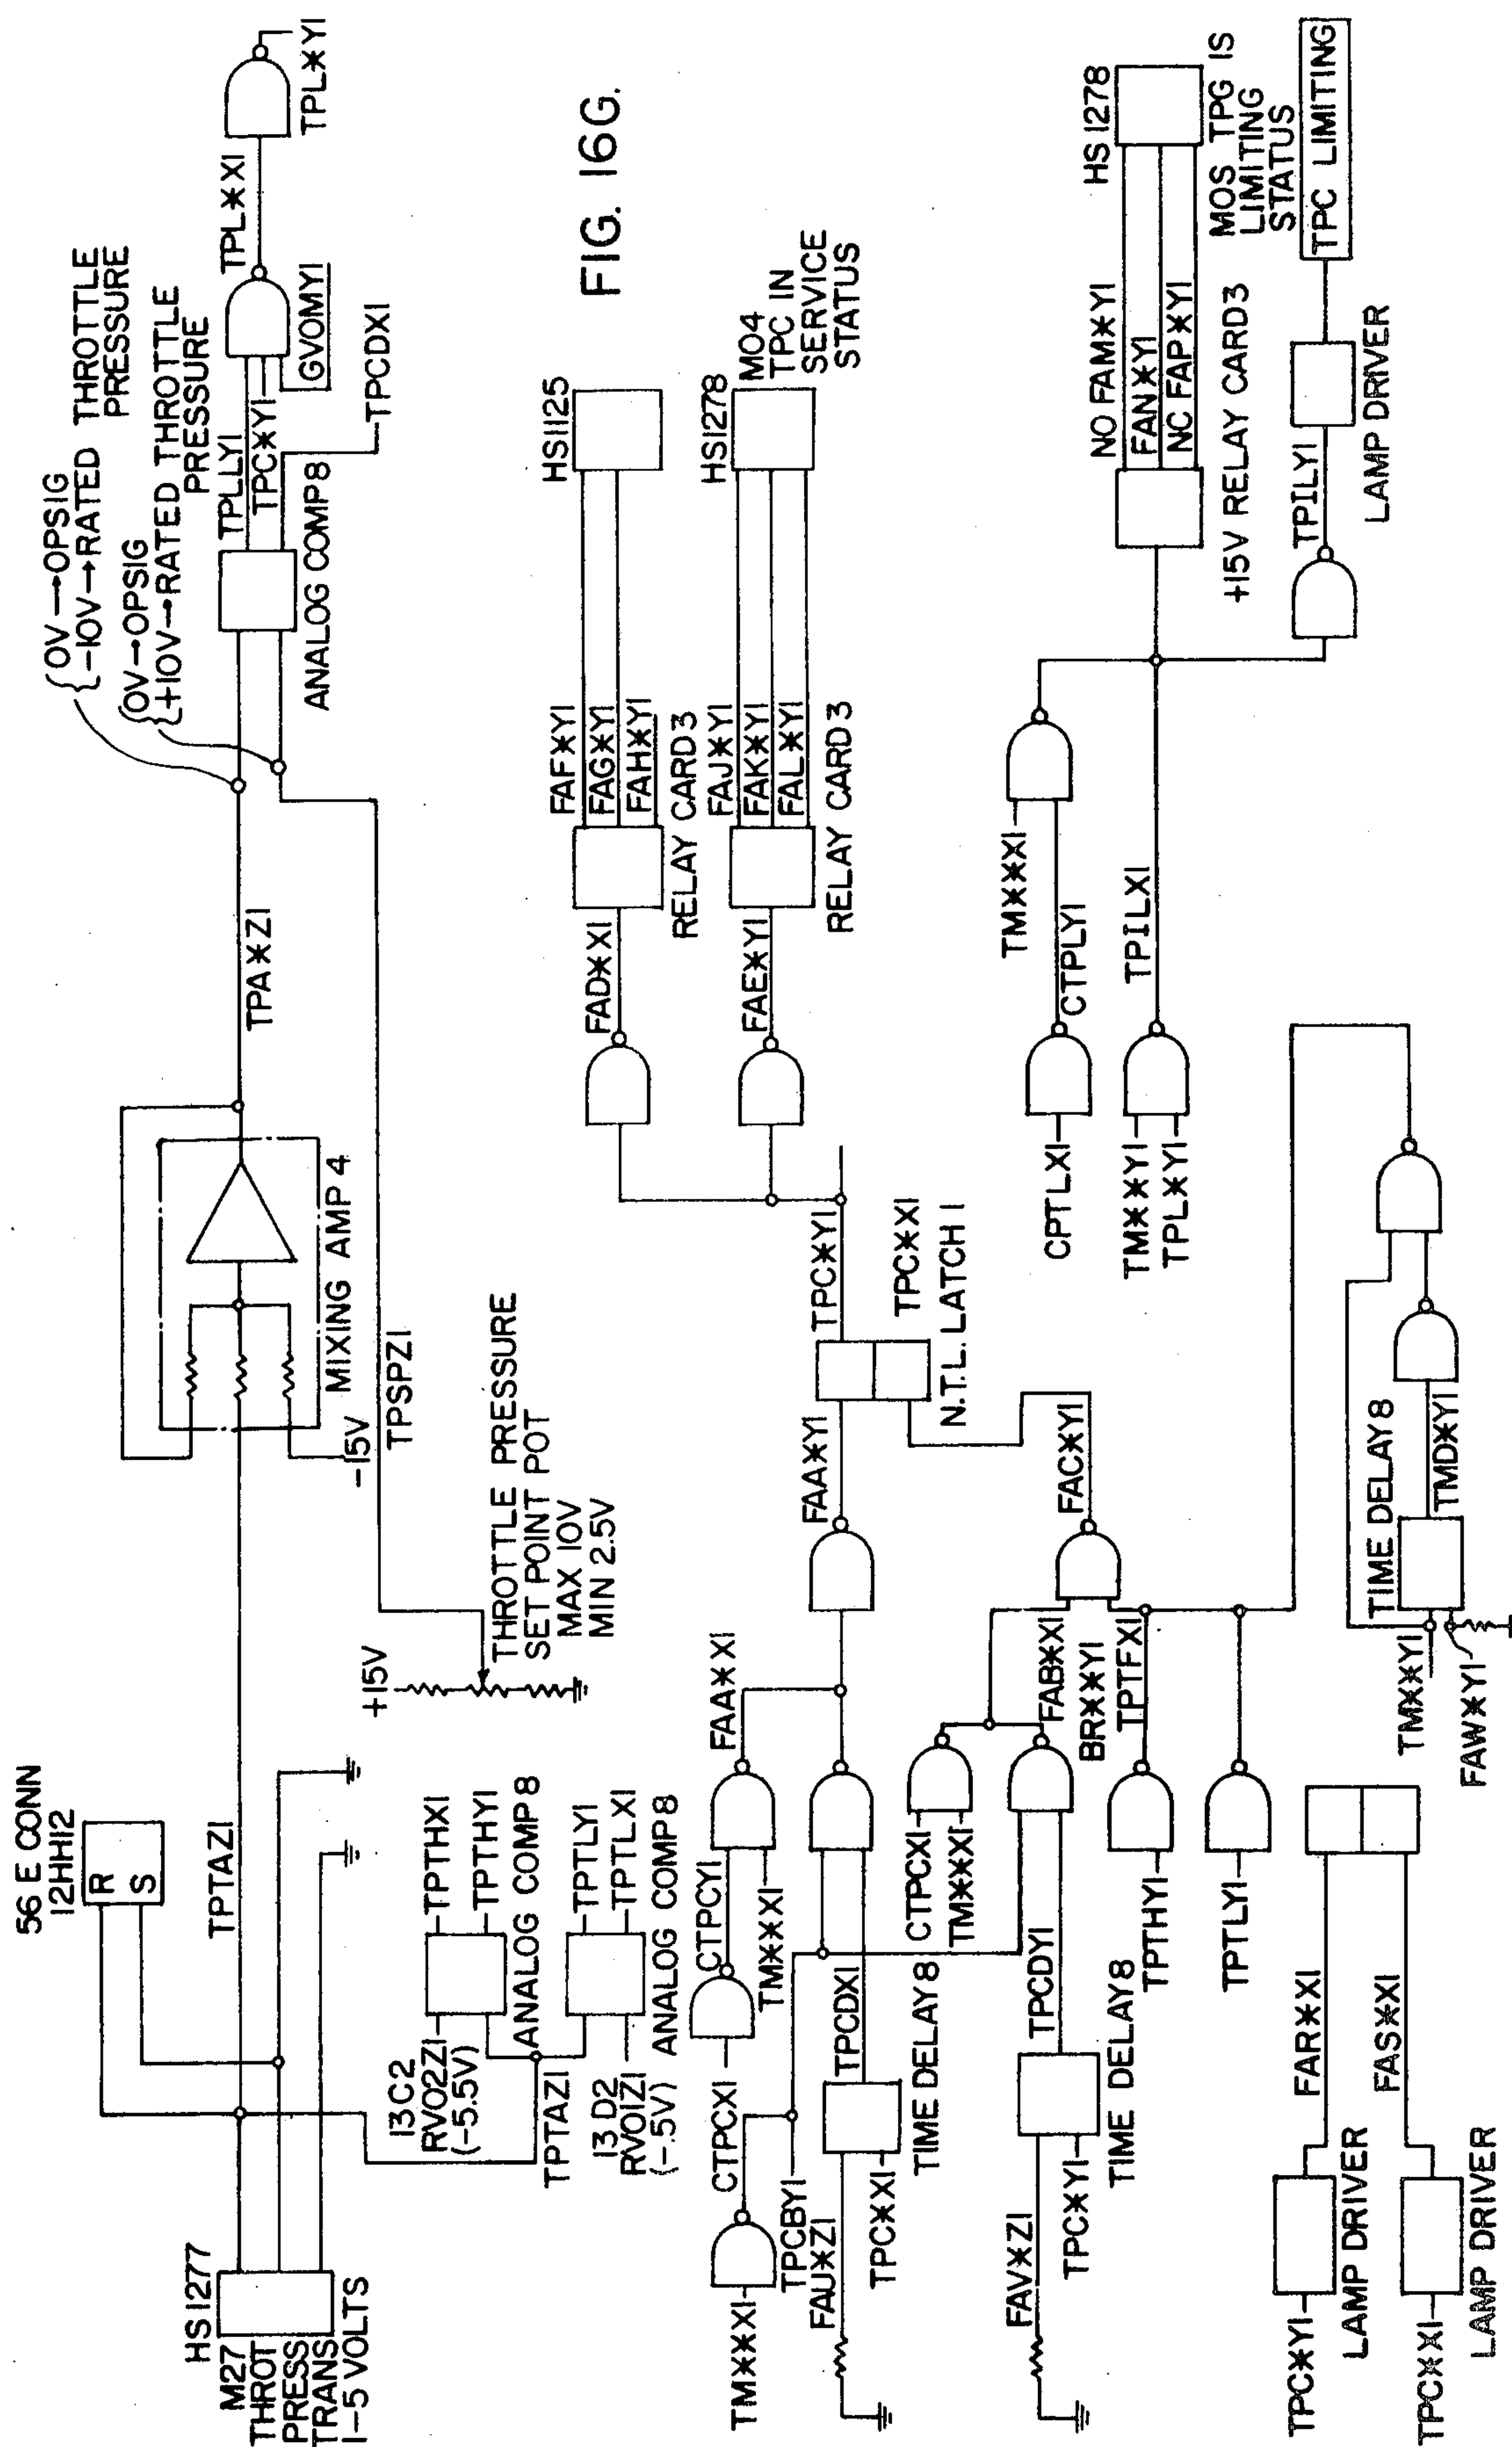 FIG. 16G.
56 E CONN
12HH12
R
S
HS1277
M27
THROT
PRESS
TRANS
1-5 VOLTS
TPTAZ1
MIXING AMP 4
-15V
TPSPZ1
+15V
THROTTLE PRESSURE
SET POINT POT
MAX 10V
MIN 2.5V
TPA*Z1
0V→0PSIG
-10V→RATED THROTTLE
PRESSURE
0V→0PSIG
+10V→RATED THROTTLE
PRESSURE
ANALOG COMP 8
TPLLY1
TPC*Y1
GVOMY1
TPCDX1
TPL*X1
TPL*Y1
13C2
RV02Z1
(-5.5V)
TPTHX1
TPTHY1
ANALOG COMP 8
TPTAZ1
13D2
RV01Z1
(-.5V)
TPTLY1
TPTLX1
ANALOG COMP 8
TM**X1
CTPCX1
CTPCY1
TM**X1
FAA*X1
TPCBY1
FAU*Z1
TPC*X1
TPCDX1
TIME DELAY 8
FAV*Z1
TPC*Y1
TPCDY1
TIME DELAY 8
CTPCX1
TM**X1
FAB*X1
BR**Y1
TPTFX1
TPTHY1
TPTLY1
FAA*Y1
FAC*Y1
TPC*Y1
TPC*X1
N.T.L. LATCH 1
FAD*X1
FAE*Y1
FAF*Y1
FAG*Y1
FAH*Y1
RELAY CARD 3
HS1125
FAJ*Y1
FAK*Y1
FAL*Y1
RELAY CARD 3
HS1278
M04
TPC IN
SERVICE
STATUS
CPTLX1
CTPLY1
TM**X1
TM**Y1
TPL*Y1
TPILX1
NO FAM*Y1
FAN*Y1
NC FAP*Y1
+15V RELAY CARD 3
HS1278
MOS TPG IS
LIMITING
STATUS
TPILY1
LAMP DRIVER
TPC LIMITING
TM**Y1
FAW*Y1
TIME DELAY 8
TMD*Y1
TPC*Y1
LAMP DRIVER
FAR*X1
TPC*X1
LAMP DRIVER
FAS*X1